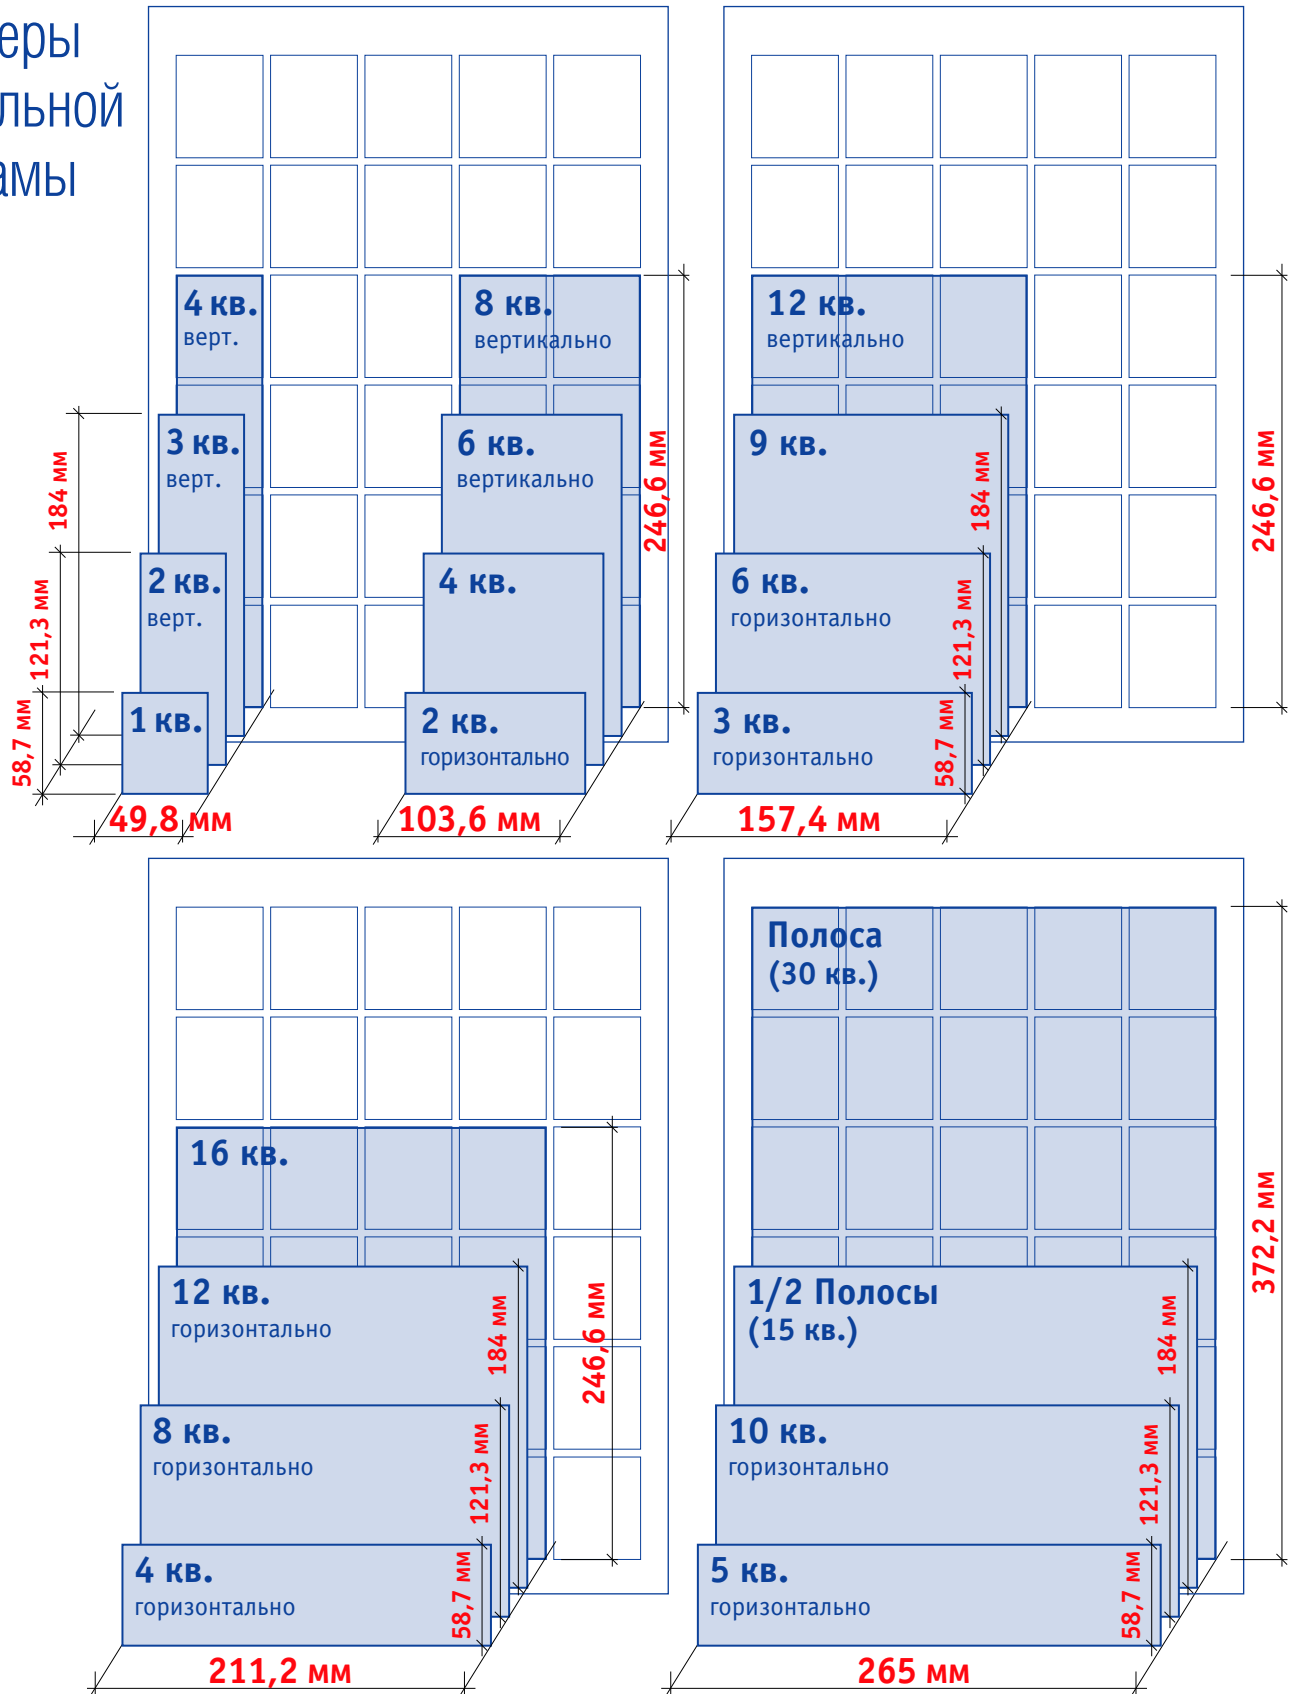 еры
льной
амы
4 кв.
верт.
3 кв.
верт.
2 кв.
верт.
1 кв.
184 мм
121,3 мм
58,7 мм
49,8 мм
8 кв.
вертикально
6 кв.
вертикально
4 кв.
2 кв.
горизонтально
246,6 мм
103,6 мм
12 кв.
вертикально
9 кв.
6 кв.
горизонтально
3 кв.
горизонтально
184 мм
121,3 мм
58,7 мм
246,6 мм
157,4 мм
16 кв.
12 кв.
горизонтально
8 кв.
горизонтально
4 кв.
горизонтально
246,6 мм
184 мм
121,3 мм
58,7 мм
211,2 мм
Полоса
(30 кв.)
1/2 Полосы
(15 кв.)
10 кв.
горизонтально
5 кв.
горизонтально
372,2 мм
184 мм
121,3 мм
58,7 мм
265 мм